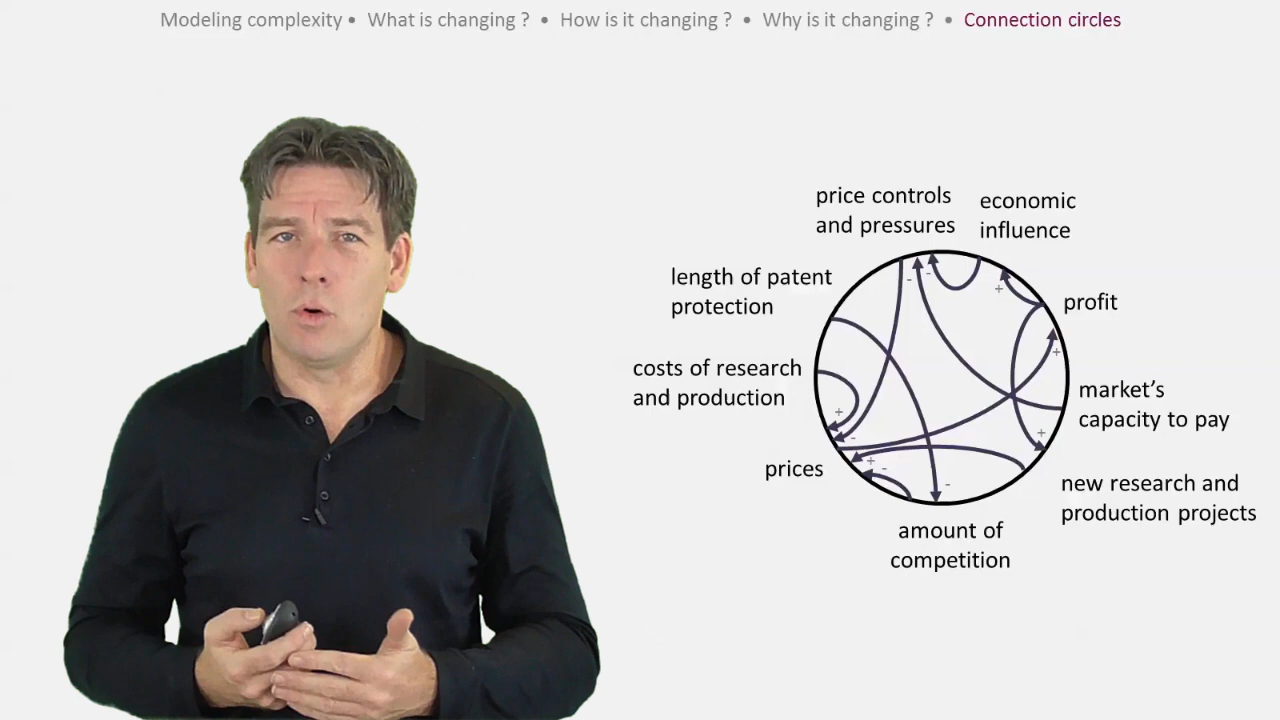 Modeling complexity • What is changing ? • How is it changing ? • Why is it changing ? • Connection circles
price controls
and pressures
economic
influence
length of patent
protection
profit
costs of research
and production
market's
capacity to pay
prices
new research and
production projects
amount of
competition
-
-
+
+
+
-
+
+
-
-